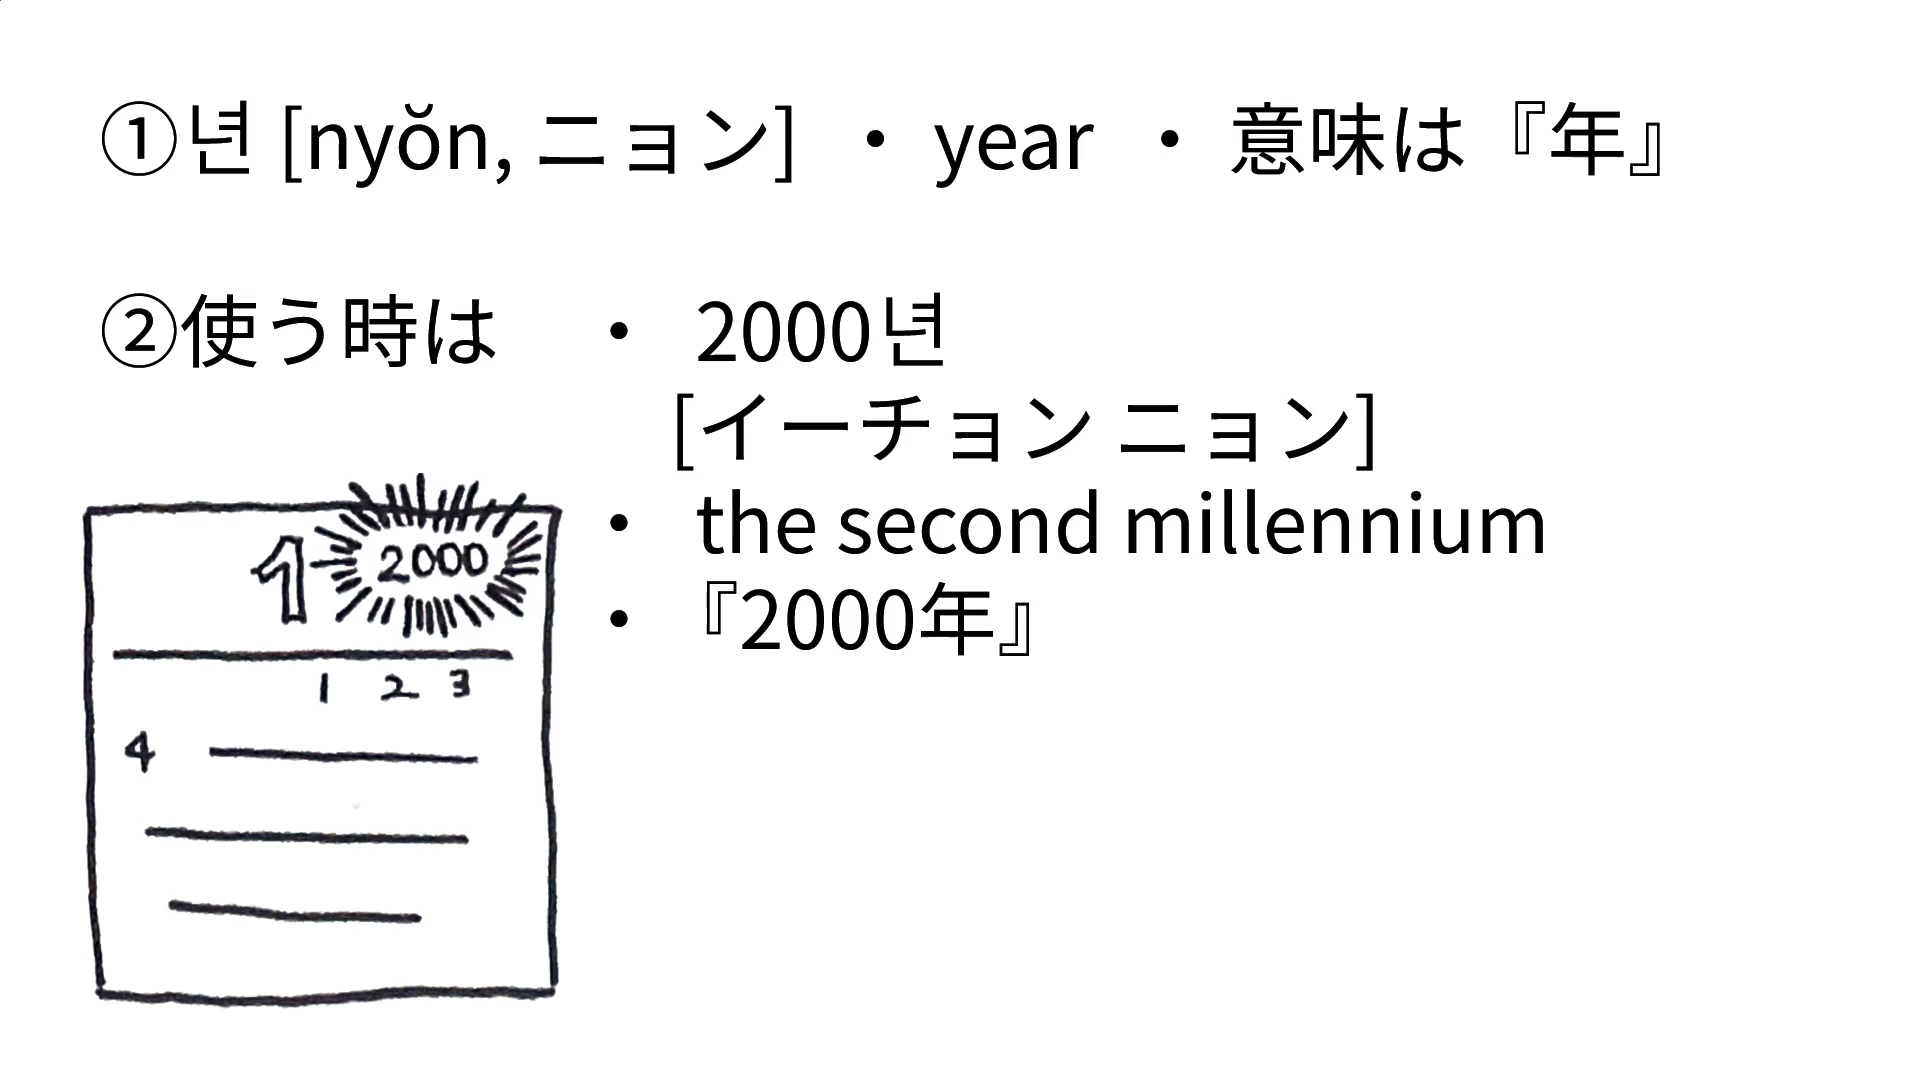 ①년 [nyŏn, ニョン] ・ year ・ 意味は『年』
②使う時は ・ 2000년
[イーチョン ニョン]
・ the second millennium
・『2000年』
1 2000
1 2 3
4